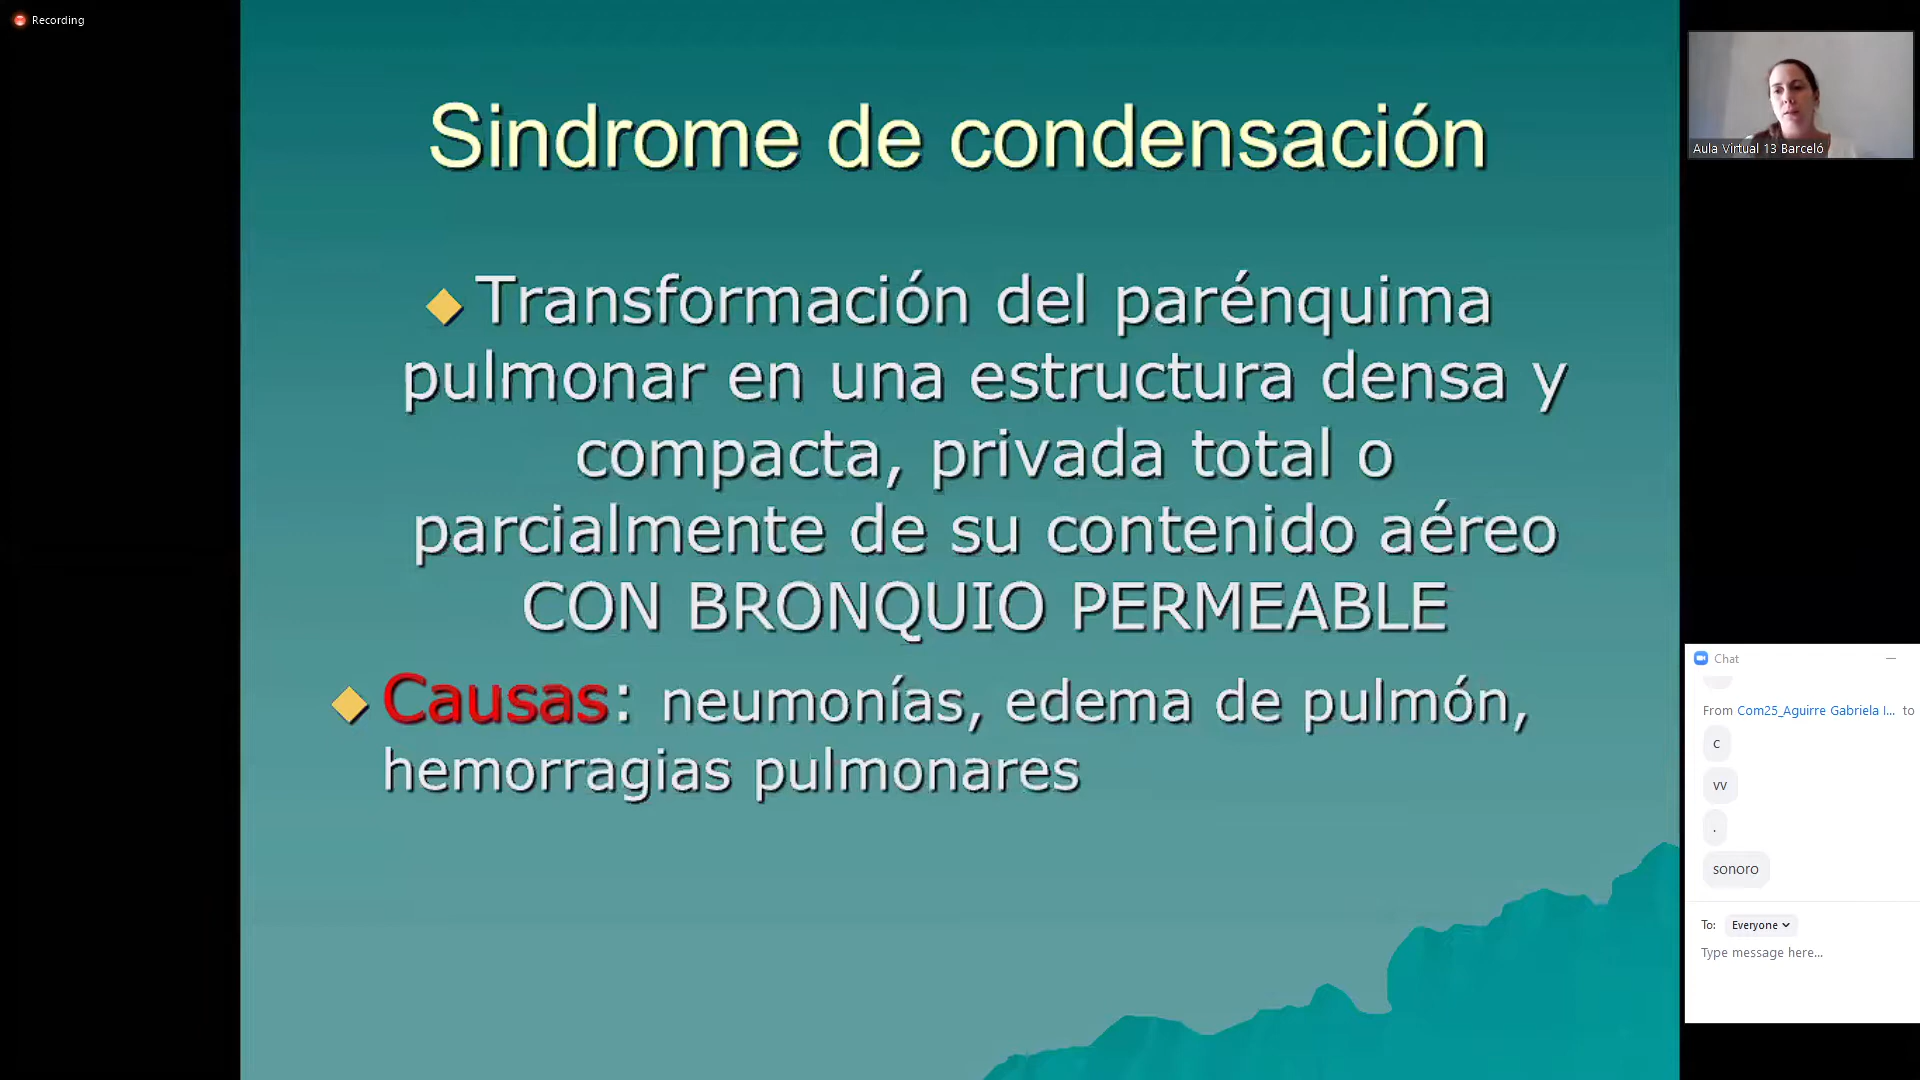 Recording
Sindrome de condensación
Transformación del parénquima
pulmonar en una estructura densa y
compacta, privada total o
parcialmente de su contenido aéreo
CON BRONQUIO PERMEABLE
Causas: neumonías, edema de pulmón,
hemorragias pulmonares
Aula Virtual 13 Barceló
Chat
From Com25_Aguirre Gabriela I... to
c
vv
.
sonoro
To: Everyone
Type message here...